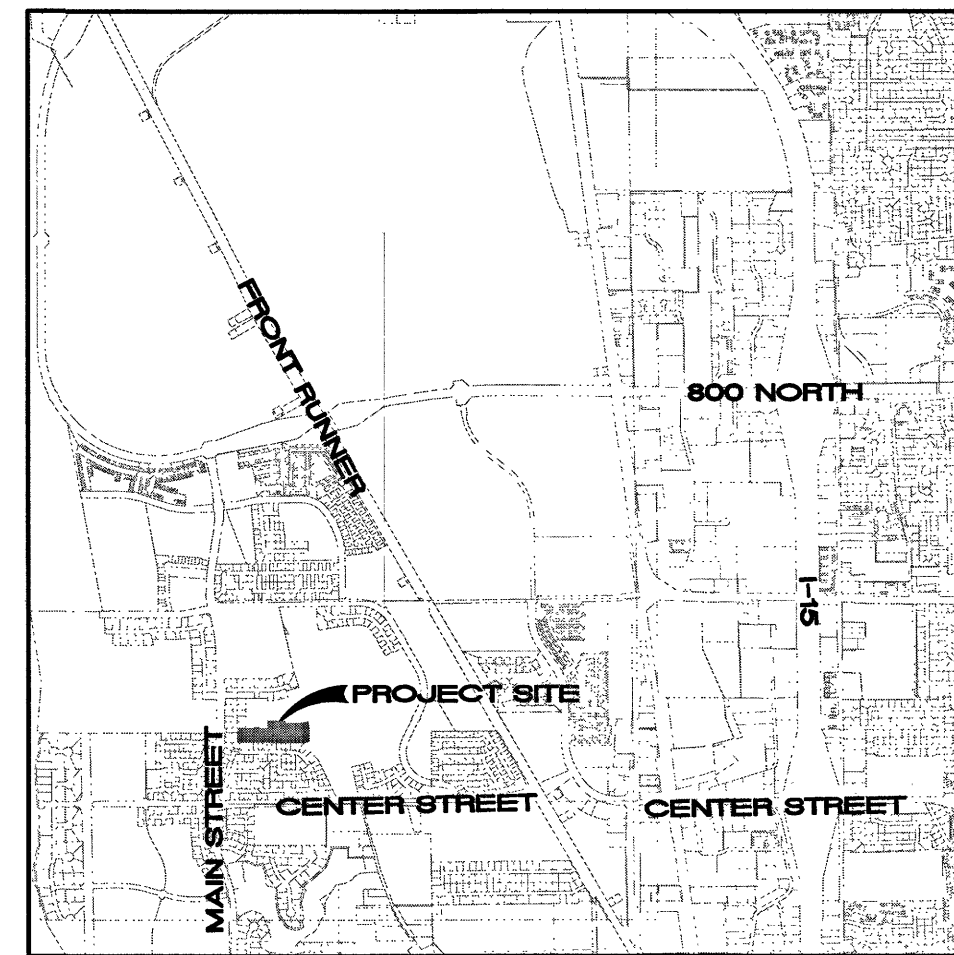 FRONT RUNNER
800 NORTH
I-15
PROJECT SITE
MAIN STREET
CENTER STREET
CENTER STREET